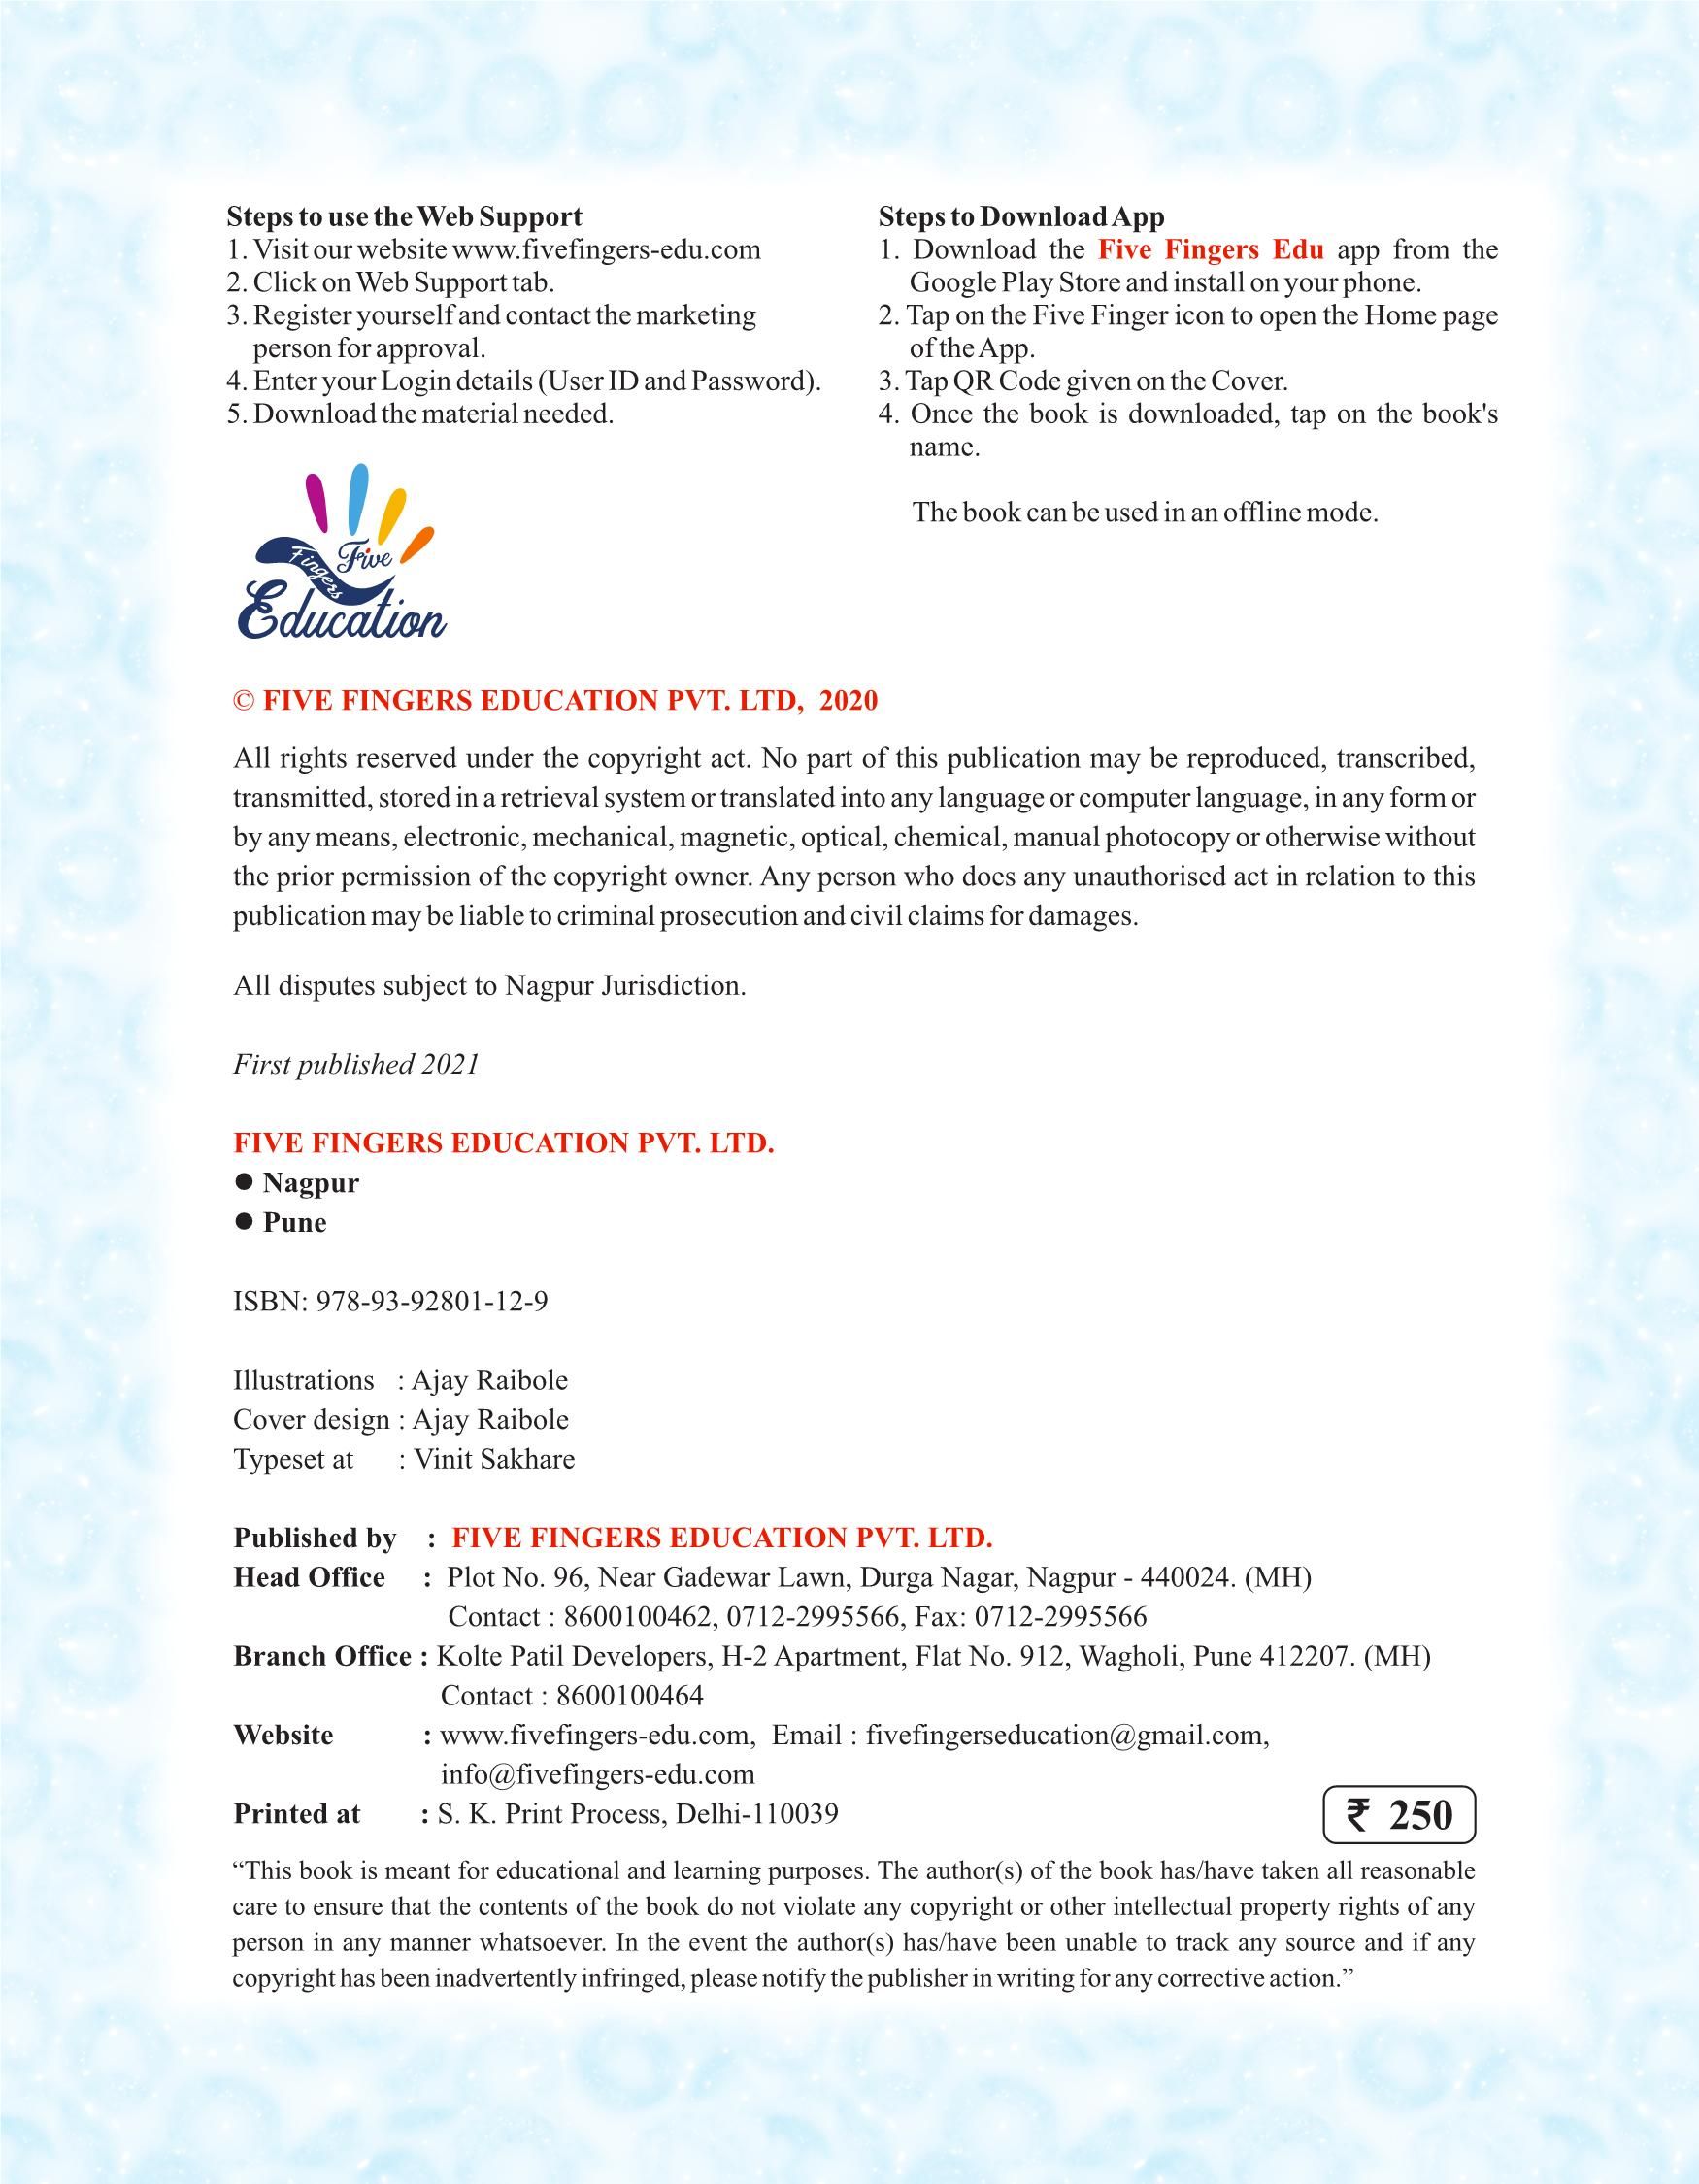 Steps to use the Web Support
1. Visit our website www.fivefingers-edu.com
2. Click on Web Support tab.
3. Register yourself and contact the marketing
person for approval.
4. Enter your Login details (User ID and Password).
5. Download the material needed.
Steps to Download App
1. Download the Five Fingers Edu app from the
Google Play Store and install on your phone.
2. Tap on the Five Finger icon to open the Home page
of the App.
3. Tap QR Code given on the Cover.
4. Once the book is downloaded, tap on the book's
name.
The book can be used in an offline mode.
Five
Fingers
Education
© FIVE FINGERS EDUCATION PVT. LTD, 2020
All rights reserved under the copyright act. No part of this publication may be reproduced, transcribed,
transmitted, stored in a retrieval system or translated into any language or computer language, in any form or
by any means, electronic, mechanical, magnetic, optical, chemical, manual photocopy or otherwise without
the prior permission of the copyright owner. Any person who does any unauthorised act in relation to this
publication may be liable to criminal prosecution and civil claims for damages.
All disputes subject to Nagpur Jurisdiction.
First published 2021
FIVE FINGERS EDUCATION PVT. LTD.
● Nagpur
● Pune
ISBN: 978-93-92801-12-9
Illustrations : Ajay Raibole
Cover design : Ajay Raibole
Typeset at : Vinit Sakhare
Published by : FIVE FINGERS EDUCATION PVT. LTD.
Head Office : Plot No. 96, Near Gadewar Lawn, Durga Nagar, Nagpur - 440024. (MH)
Contact : 8600100462, 0712-2995566, Fax: 0712-2995566
Branch Office : Kolte Patil Developers, H-2 Apartment, Flat No. 912, Wagholi, Pune 412207. (MH)
Contact : 8600100464
Website : www.fivefingers-edu.com, Email : fivefingerseducation@gmail.com,
info@fivefingers-edu.com
Printed at : S. K. Print Process, Delhi-110039
₹ 250
“This book is meant for educational and learning purposes. The author(s) of the book has/have taken all reasonable
care to ensure that the contents of the book do not violate any copyright or other intellectual property rights of any
person in any manner whatsoever. In the event the author(s) has/have been unable to track any source and if any
copyright has been inadvertently infringed, please notify the publisher in writing for any corrective action.”